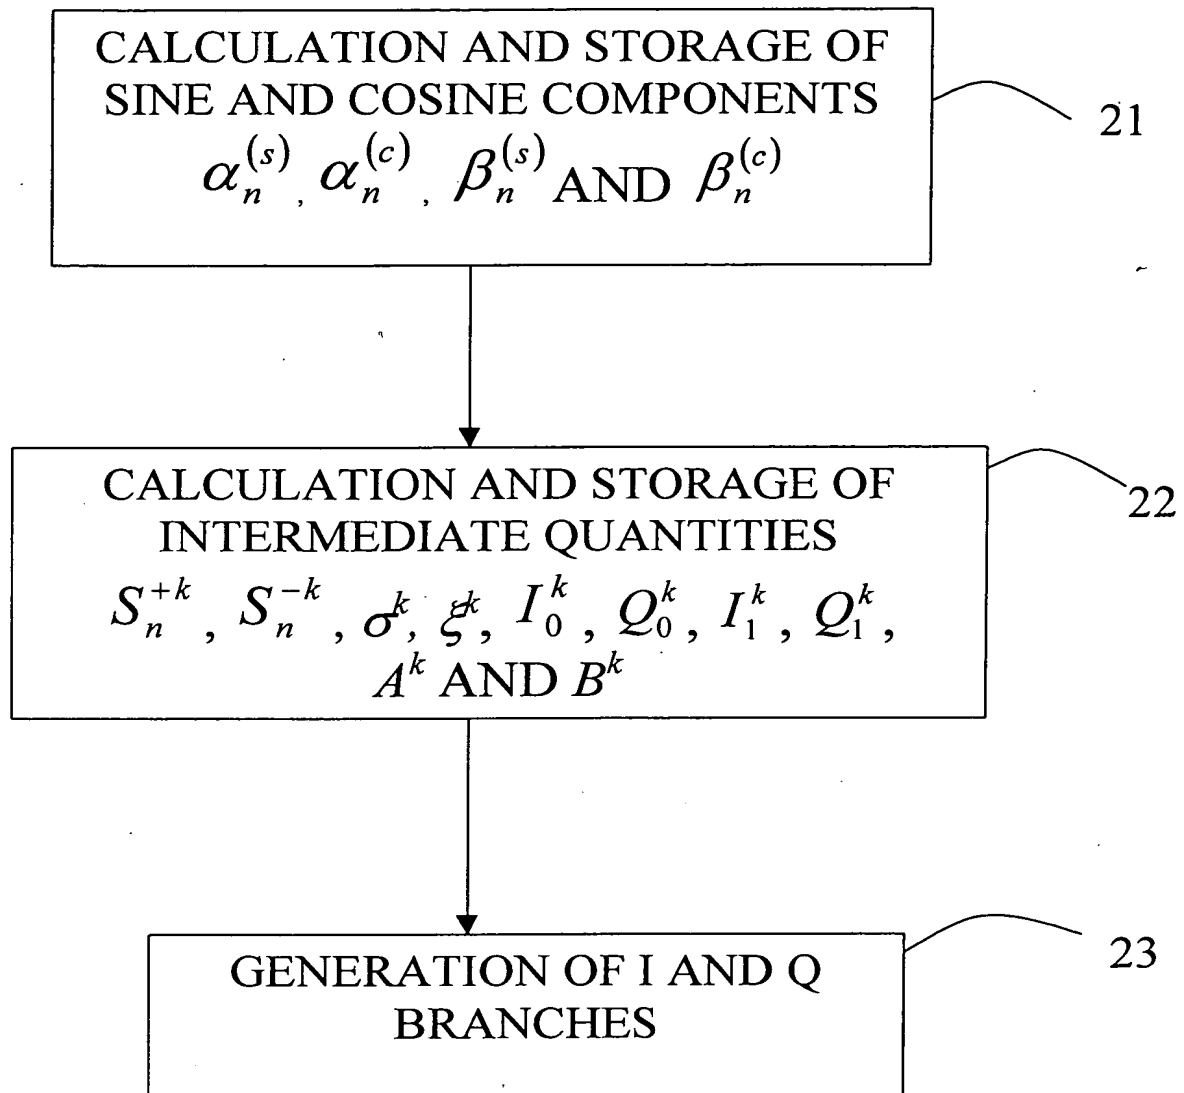 CALCULATION AND STORAGE OF
SINE AND COSINE COMPONENTS
α_n^(s), α_n^(c), β_n^(s) AND β_n^(c)
21
CALCULATION AND STORAGE OF
INTERMEDIATE QUANTITIES
S_n^{+k}, S_n^{-k}, σ^k, ξ^k, I_0^k, Q_0^k, I_1^k, Q_1^k,
A^k AND B^k
22
GENERATION OF I AND Q
BRANCHES
23